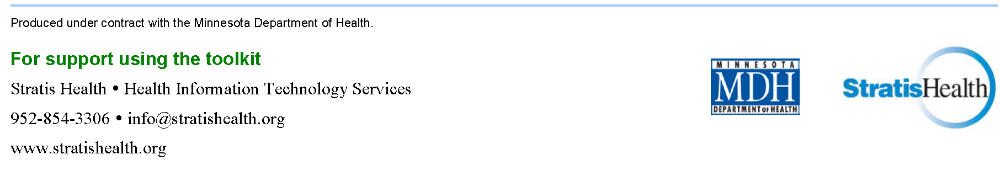 Produced under contract with the Minnesota Department of Health.
For support using the toolkit
Stratis Health • Health Information Technology Services
952-854-3306 • info@stratishealth.org
www.stratishealth.org
MINNESOTA
MDH
DEPARTMENT OF HEALTH
StratisHealth